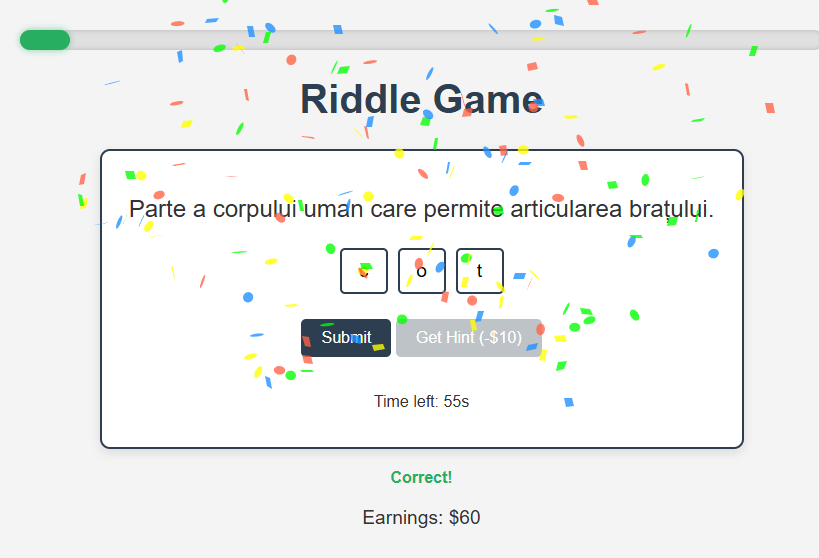 Riddle Game
Parte a corpului uman care permite articularea brațului.
o t
Submit Get Hint (-$10)
Time left: 55s
Correct!
Earnings: $60